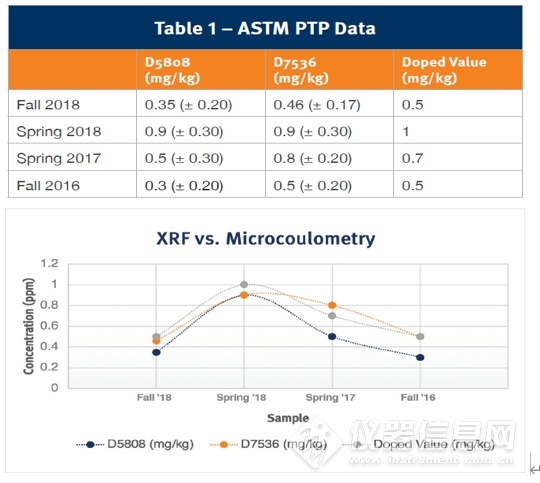 Table 1 – ASTM PTP Data
D5808 (mg/kg) D7536 (mg/kg) Doped Value (mg/kg)
Fall 2018 0.35 (± 0.20) 0.46 (± 0.17) 0.5
Spring 2018 0.9 (± 0.30) 0.9 (± 0.30) 1
Spring 2017 0.5 (± 0.30) 0.8 (± 0.20) 0.7
Fall 2016 0.3 (± 0.20) 0.5 (± 0.20) 0.5
XRF vs. Microcoulometry
Concentration (ppm)
1.2
1
0.8
0.6
0.4
0.2
0
Fall '18 Spring '18 Spring '17 Fall '16
Sample
D5808 (mg/kg) D7536 (mg/kg) Doped Value (mg/kg)
仪器信息网
www.instrument.com.cn